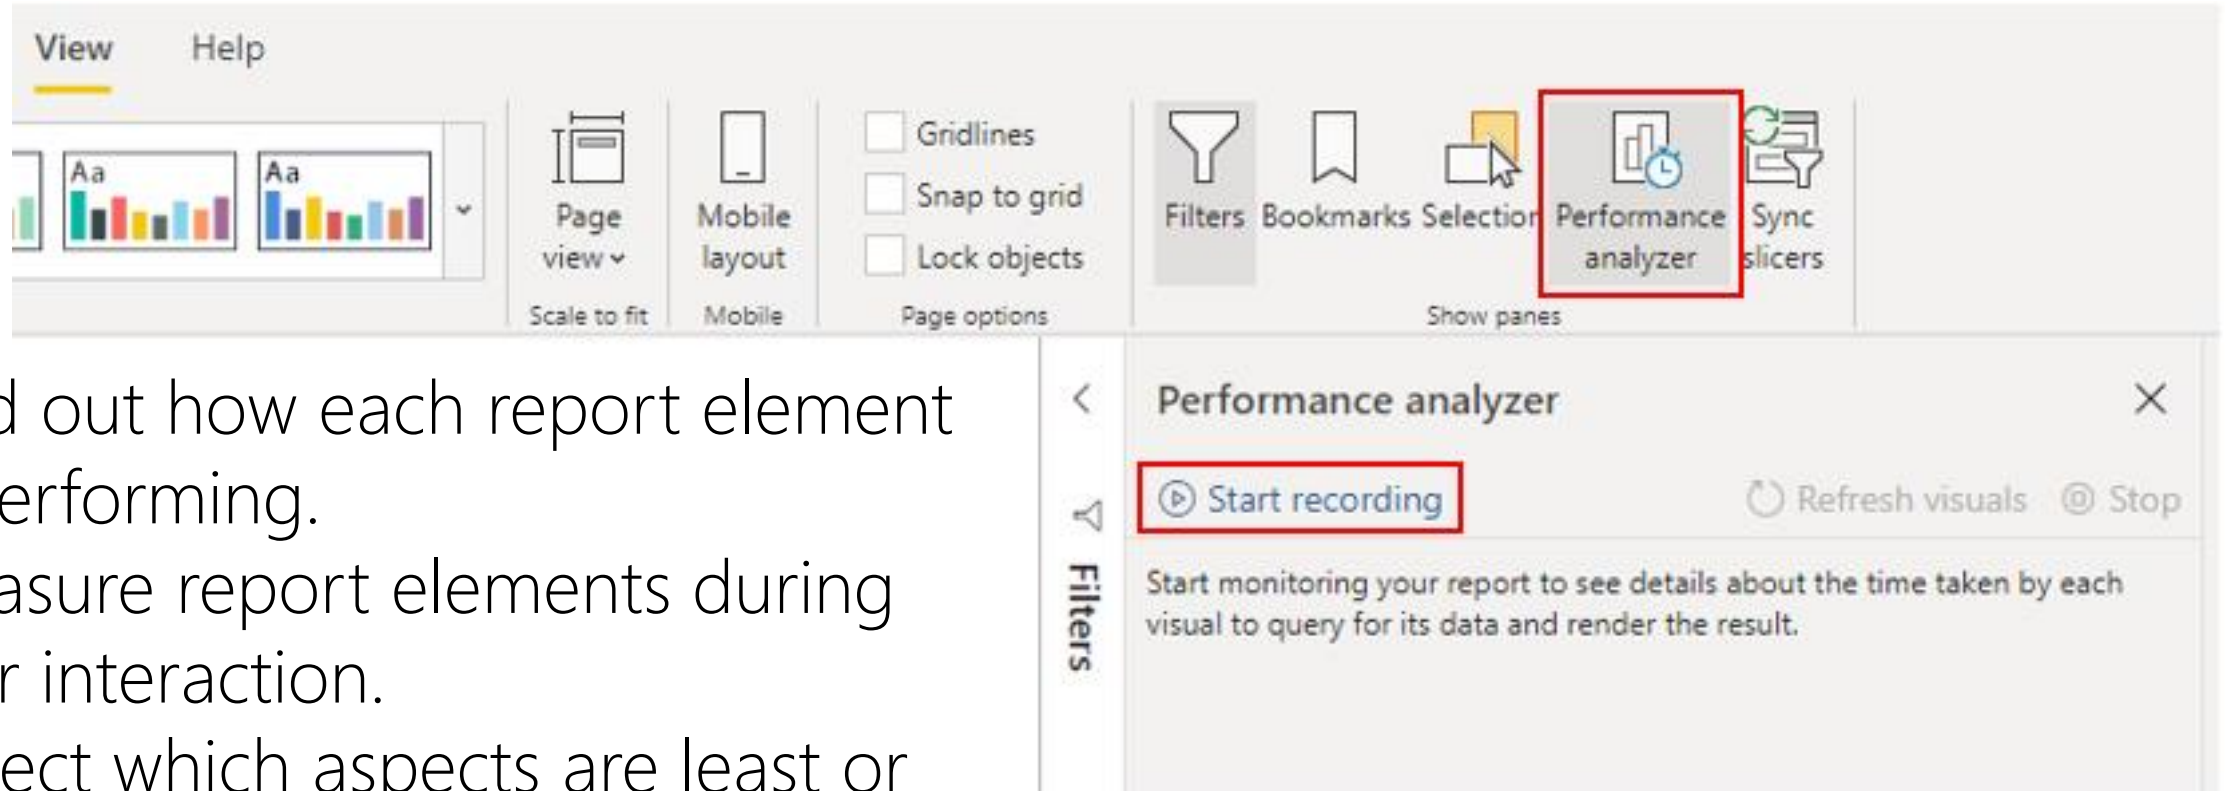 View Help
Aa Aa
Gridlines
Snap to grid
Lock objects
Page
view
Mobile
layout
Filters Bookmarks Selection Performance
analyzer
Sync
slicers
Scale to fit Mobile Page options Show panes
d out how each report element
erforming.
asure report elements during
r interaction.
ect which aspects are least or
Filters
Performance analyzer
Start recording Refresh visuals Stop
Start monitoring your report to see details about the time taken by each
visual to query for its data and render the result.